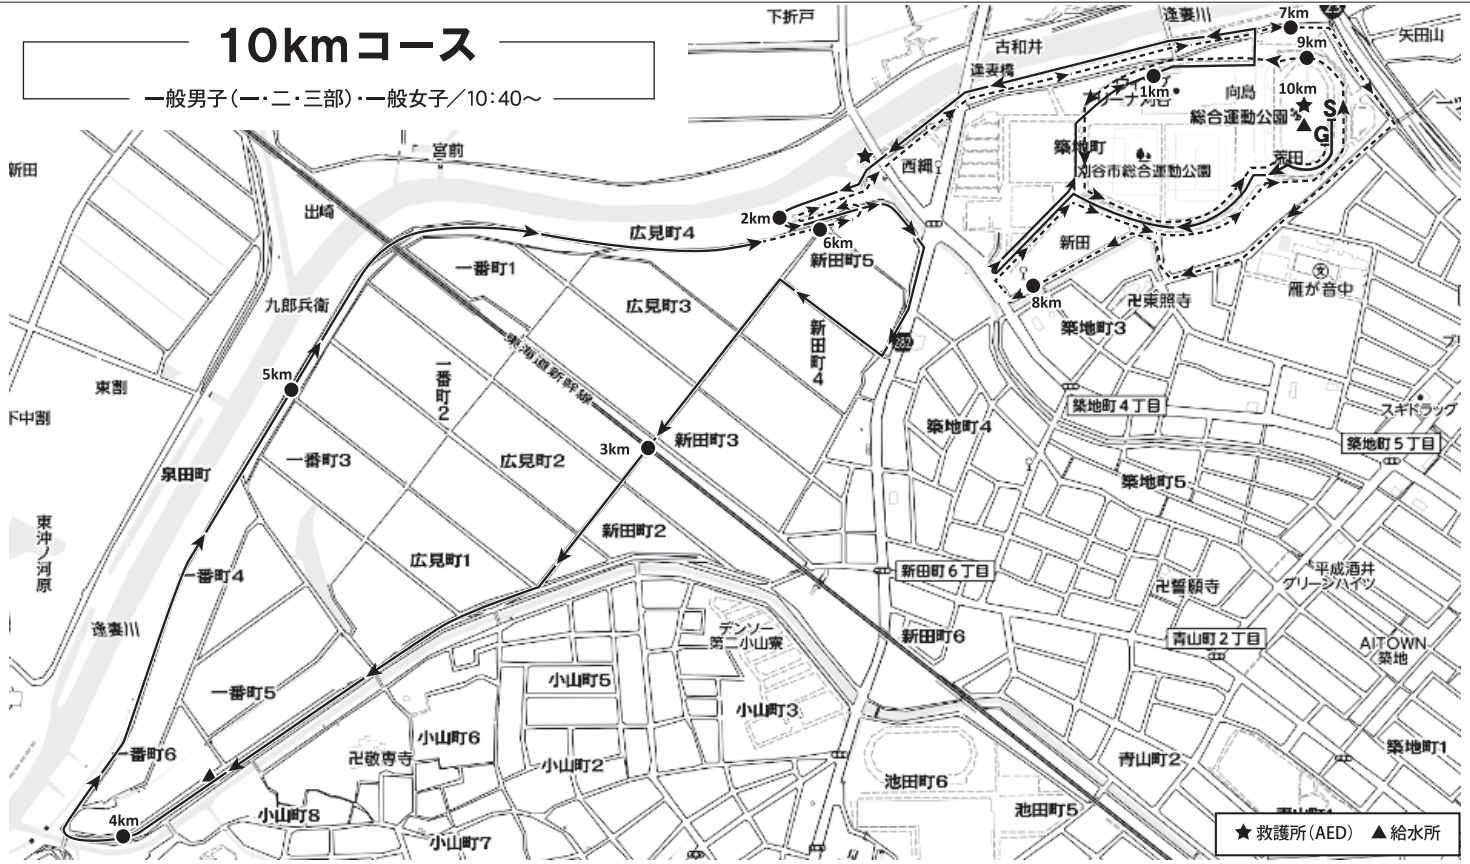 10kmコース
一般男子(一・二・三部)・一般女子／10：40～
下折戸
逢妻川
7km
23
矢田山
9km
古和井
逢妻橋
1km
向島
10km
総合運動公園
S
G
荒田
築地町
刈谷市総合運動公園
西細
宮前
新田
出崎
2km
広見町4
6km
新田町5
新田
8km
卍東照寺
雁が音中
一番町1
広見町3
築地町3
九郎兵衛
東海道新幹線
新田町4
282
5km
一番町2
東割
下中割
築地町4丁目
スギドラッグ
築地町4
築地町5丁目
3km
新田町3
一番町3
広見町2
泉田町
築地町5
東沖ノ河原
新田町2
広見町1
一番町4
新田町6丁目
卍誓願寺
平成酒井
グリーンハイツ
逢妻川
デンソー
第二小山寮
新田町6
青山町2丁目
AITOWN
築地
一番町5
小山町5
小山町3
小山町6
一番町6
卍敬専寺
小山町2
池田町6
青山町2
築地町1
4km
小山町8
池田町5
小山町7
★ 救護所(AED) ▲ 給水所